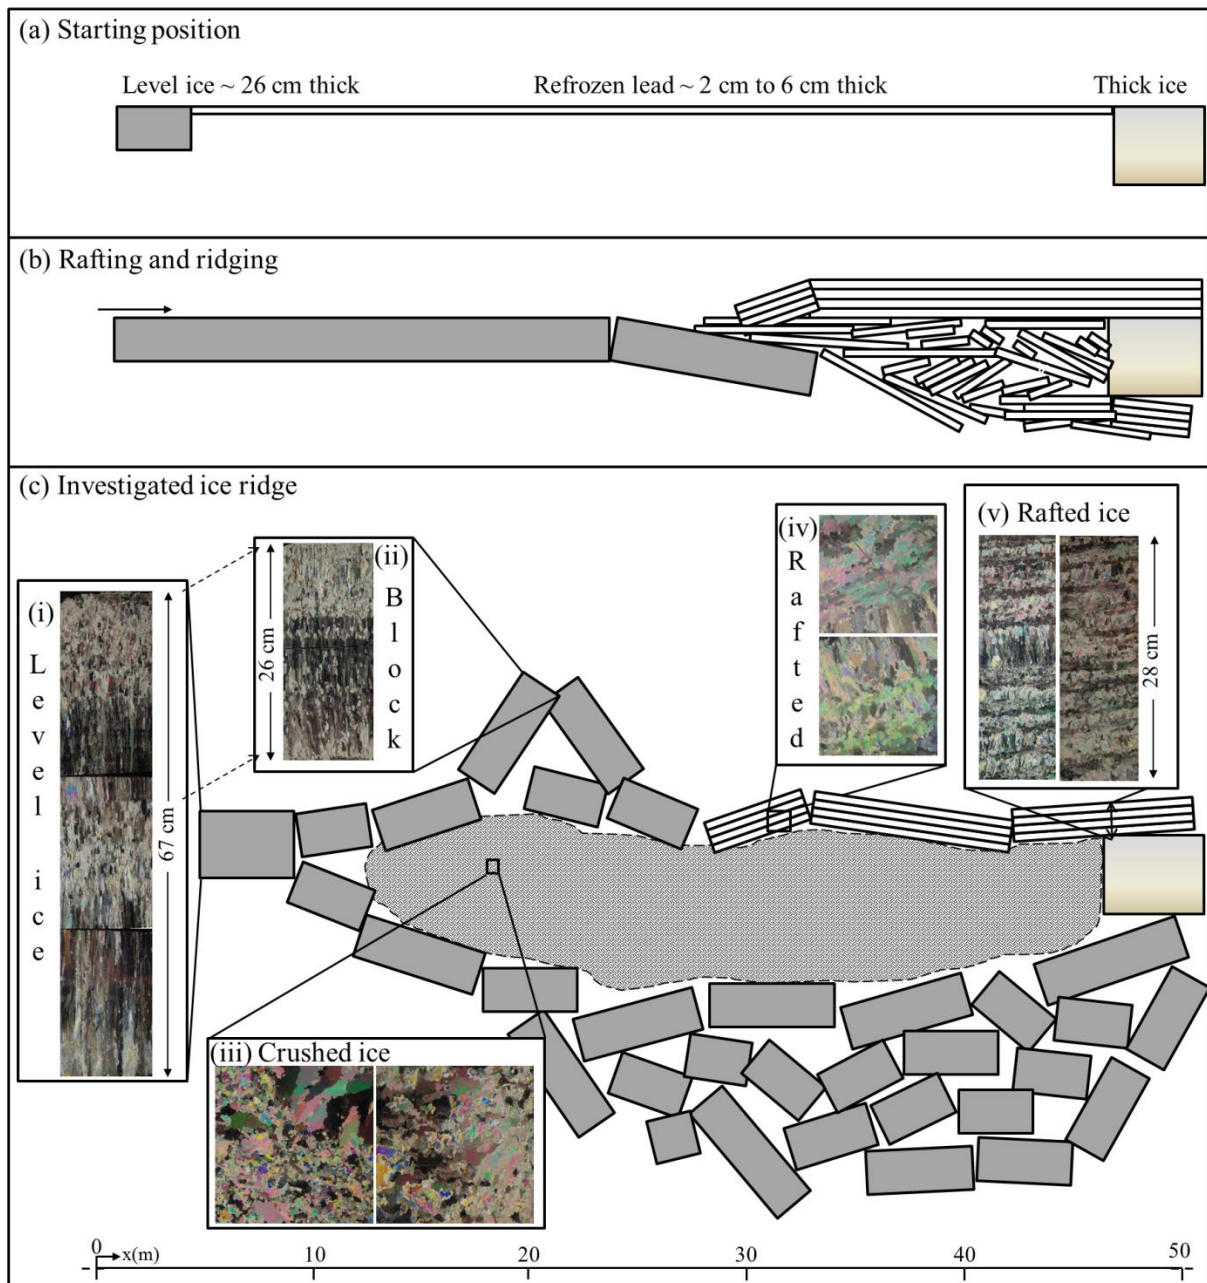 (a) Starting position
Level ice ~ 26 cm thick
Refrozen lead ~ 2 cm to 6 cm thick
Thick ice
(b) Rafting and ridging
(c) Investigated ice ridge
(i)
Level ice
67 cm
(ii)
Block
26 cm
(iii) Crushed ice
(iv)
Rafted
(v) Rafted ice
28 cm
0 x(m) 10 20 30 40 50